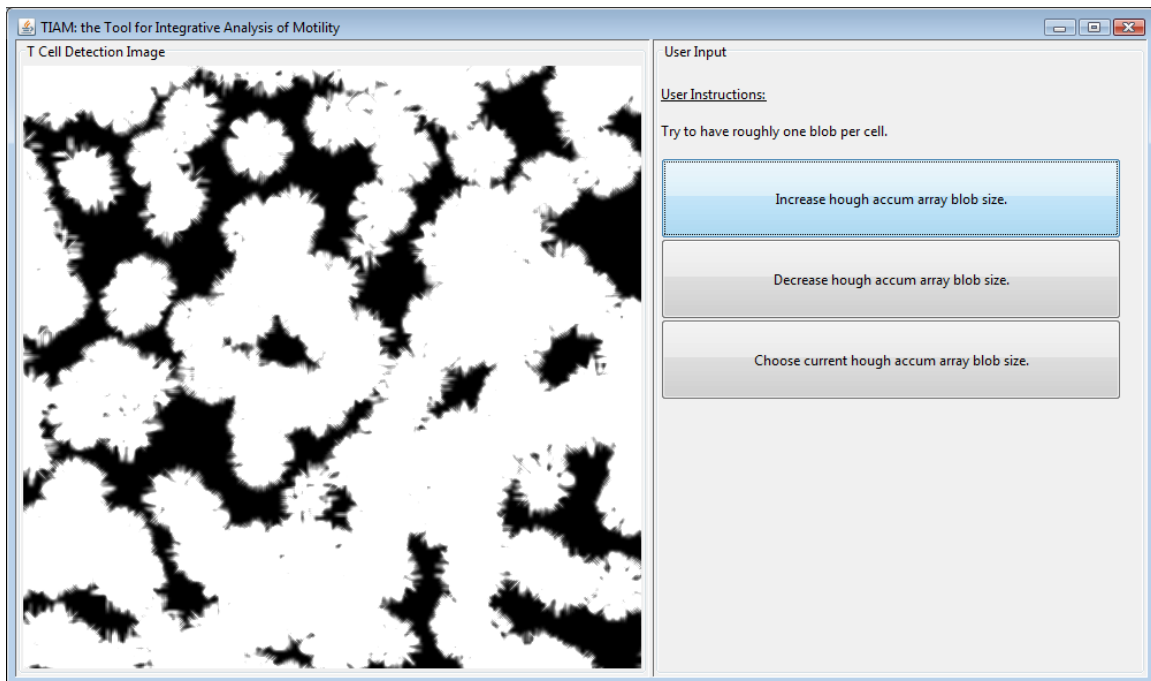 TIAM: the Tool for Integrative Analysis of Motility
T Cell Detection Image
User Input
User Instructions:
Try to have roughly one blob per cell.
Increase hough accum array blob size.
Decrease hough accum array blob size.
Choose current hough accum array blob size.